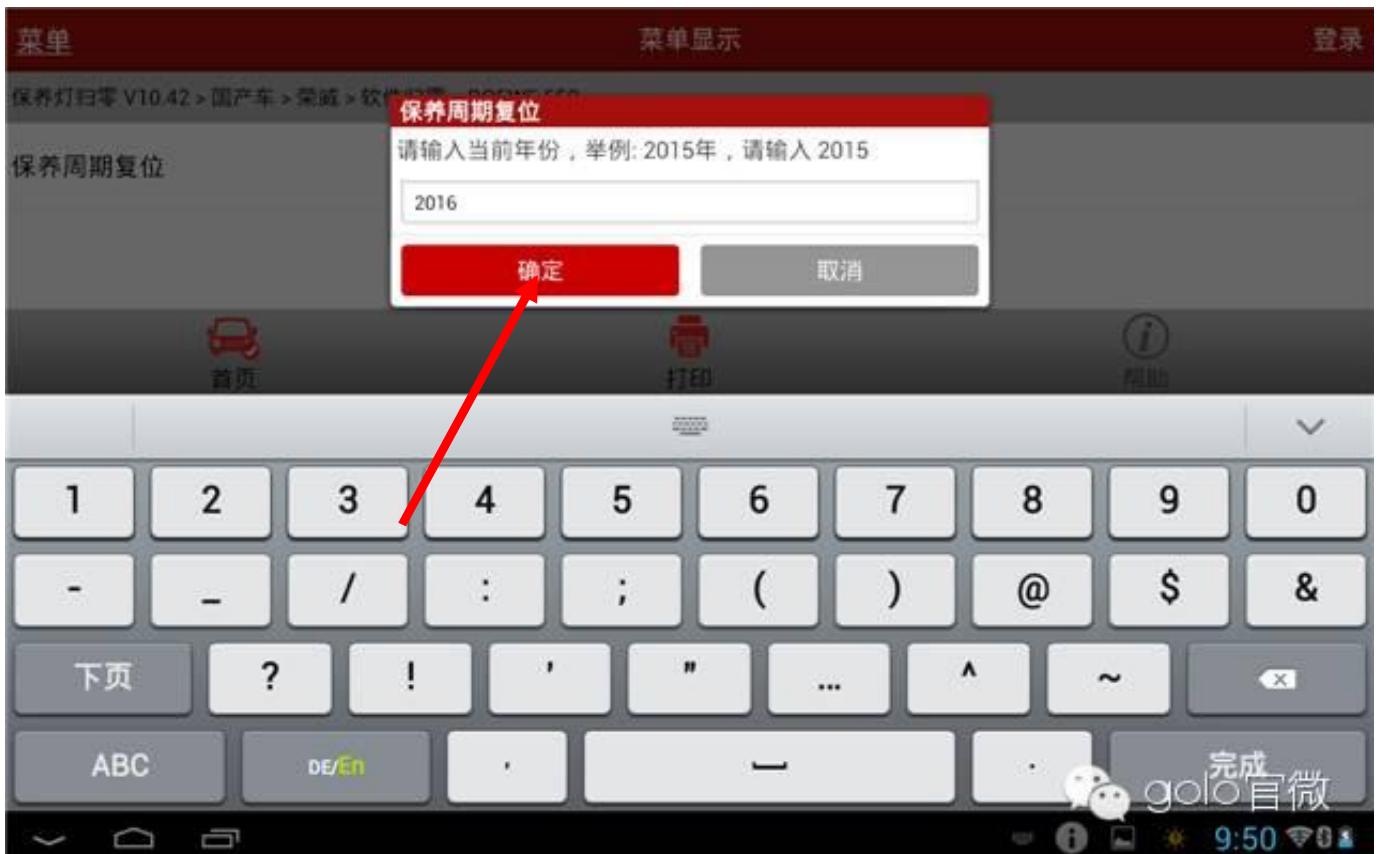 菜单
菜单显示
登录
保养灯归零 V10.42 > 国产车 > 荣威 > 软件归零
保养周期复位
请输入当前年份，举例: 2015年，请输入 2015
保养周期复位
2016
确定
取消
首页
打印
帮助
1 2 3 4 5 6 7 8 9 0
- _ / : ; ( ) @ $ &
下页 ? ! ' " ... ^ ~
ABC DE/En , . 完成
golo官微
9:50